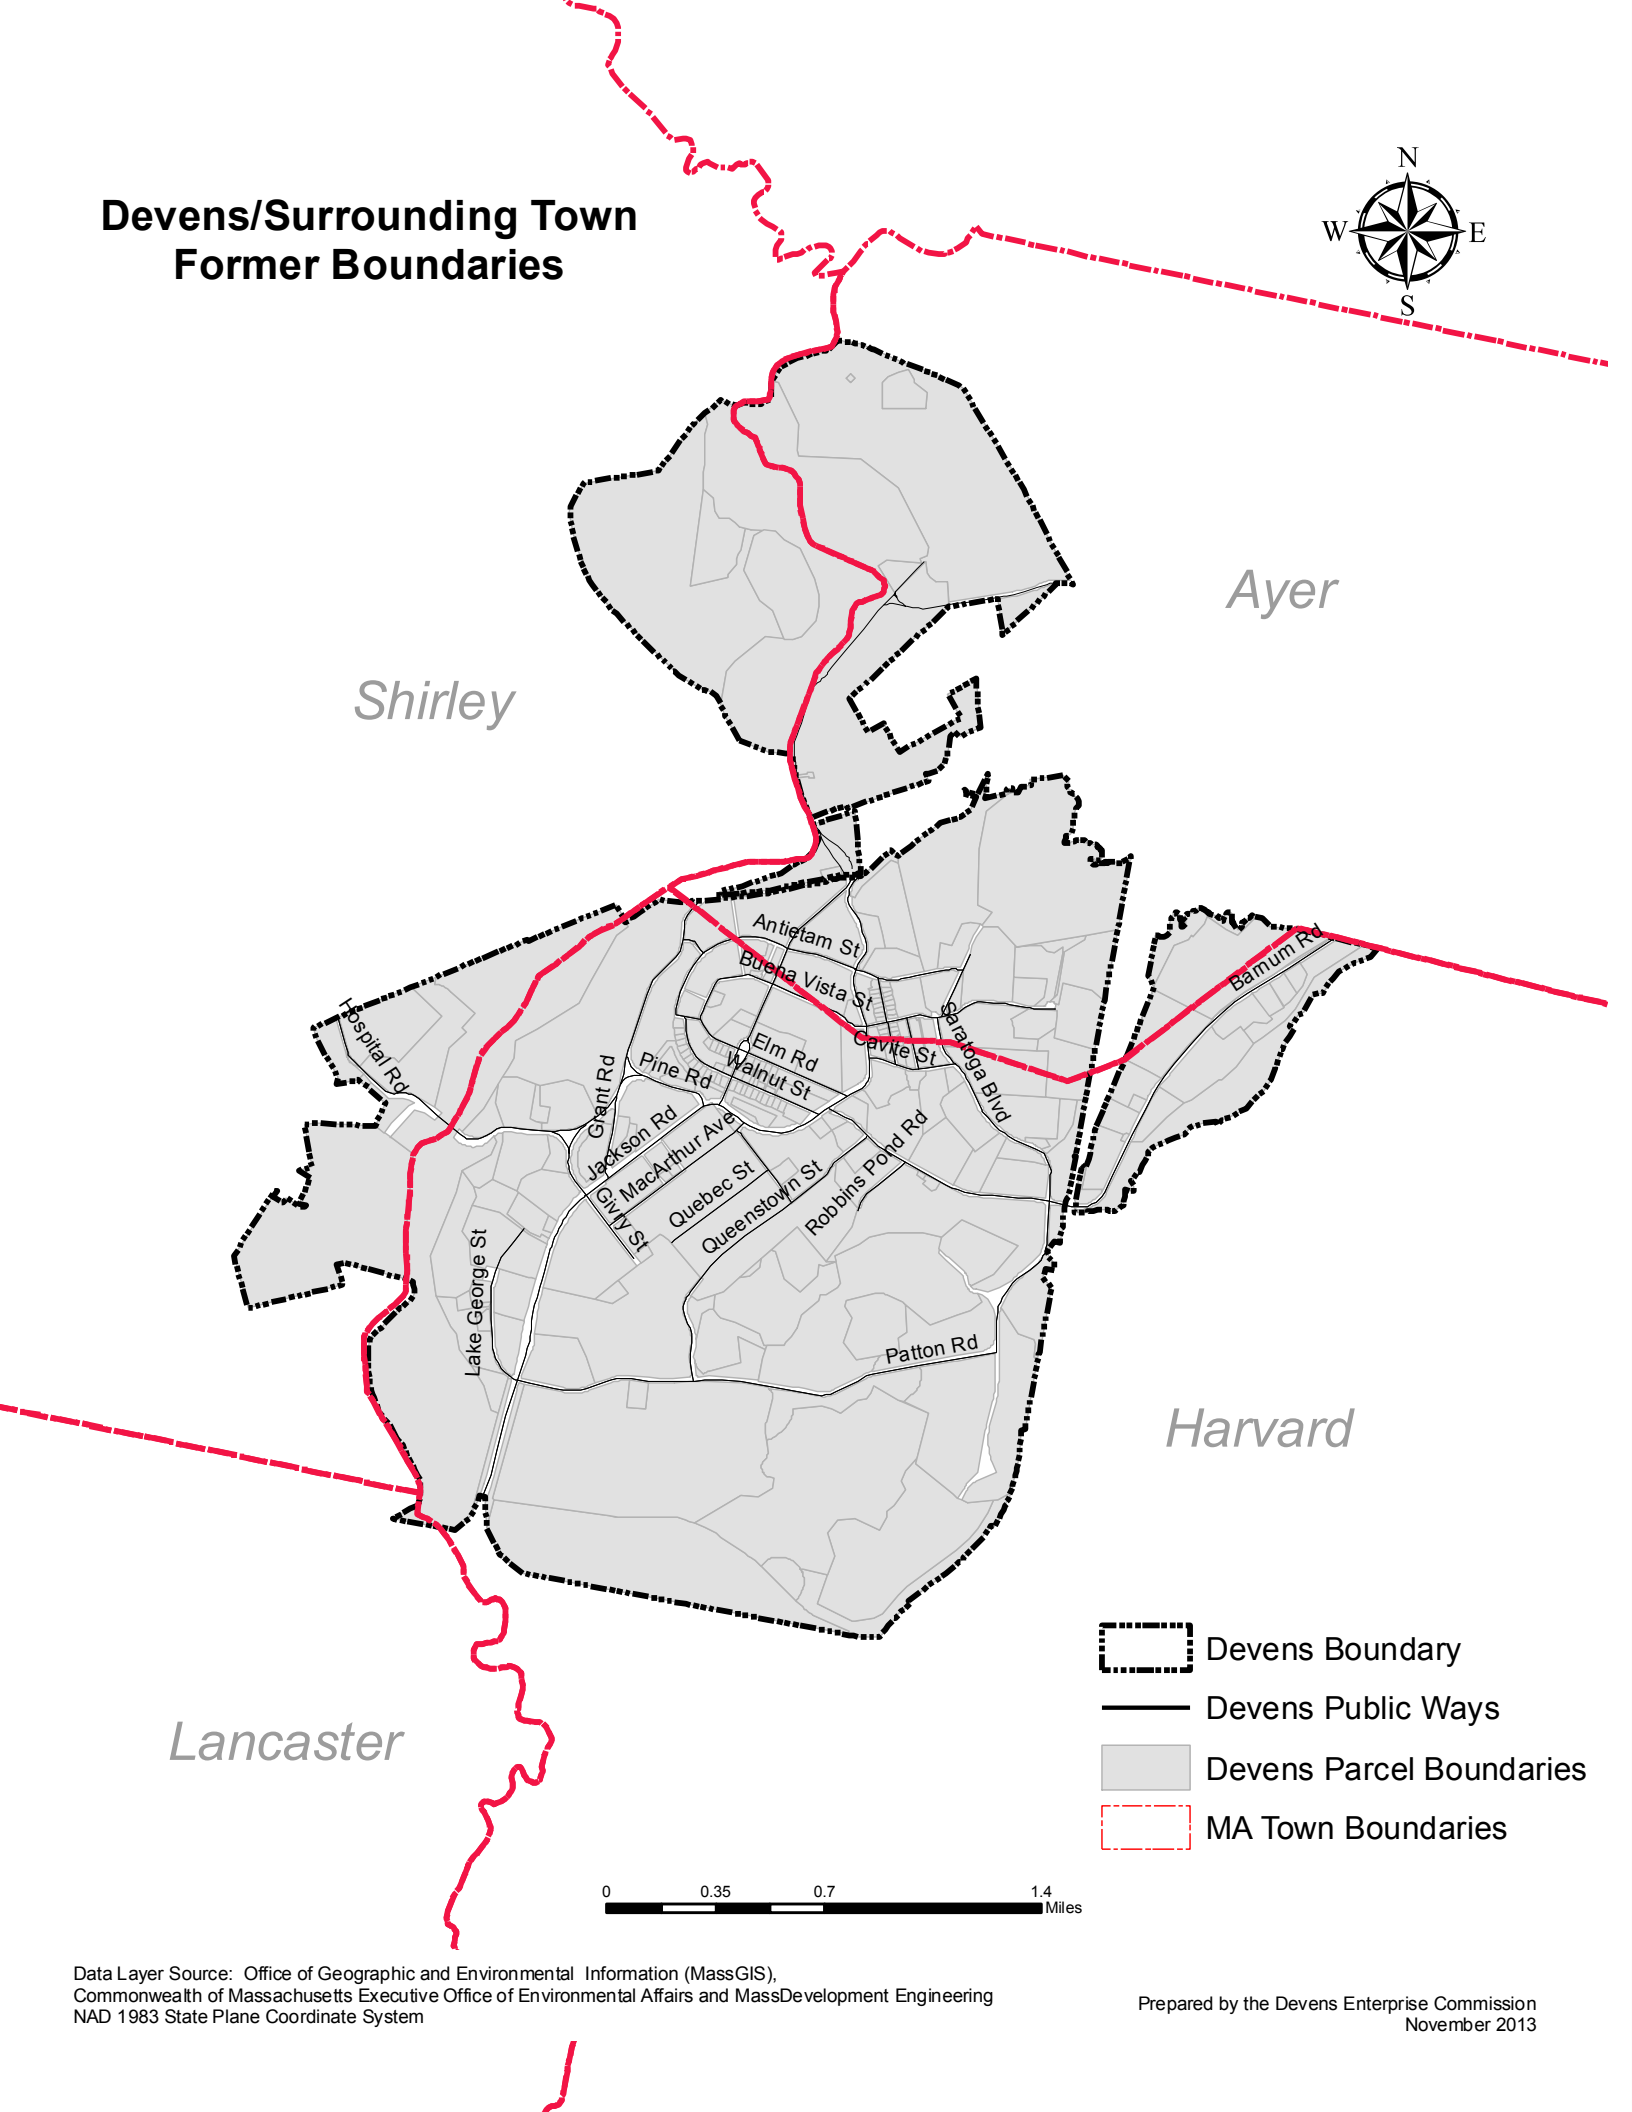 Devens/Surrounding Town
Former Boundaries
N
W
E
S
Ayer
Shirley
Antietam St
Buena Vista St
Barnum Rd
Hospital Rd
Saratoga Blvd
Elm Rd
Cavite St
Walnut St
Pine Rd
Grant Rd
Jackson Rd
MacArthur Ave
Robbins Pond Rd
Givry St
Quebec St
Queenstown St
Lake George St
Patton Rd
Harvard
Lancaster
Devens Boundary
Devens Public Ways
Devens Parcel Boundaries
MA Town Boundaries
0 0.35 0.7 1.4
Miles
Data Layer Source: Office of Geographic and Environmental Information (MassGIS),
Commonwealth of Massachusetts Executive Office of Environmental Affairs and MassDevelopment Engineering
NAD 1983 State Plane Coordinate System
Prepared by the Devens Enterprise Commission
November 2013